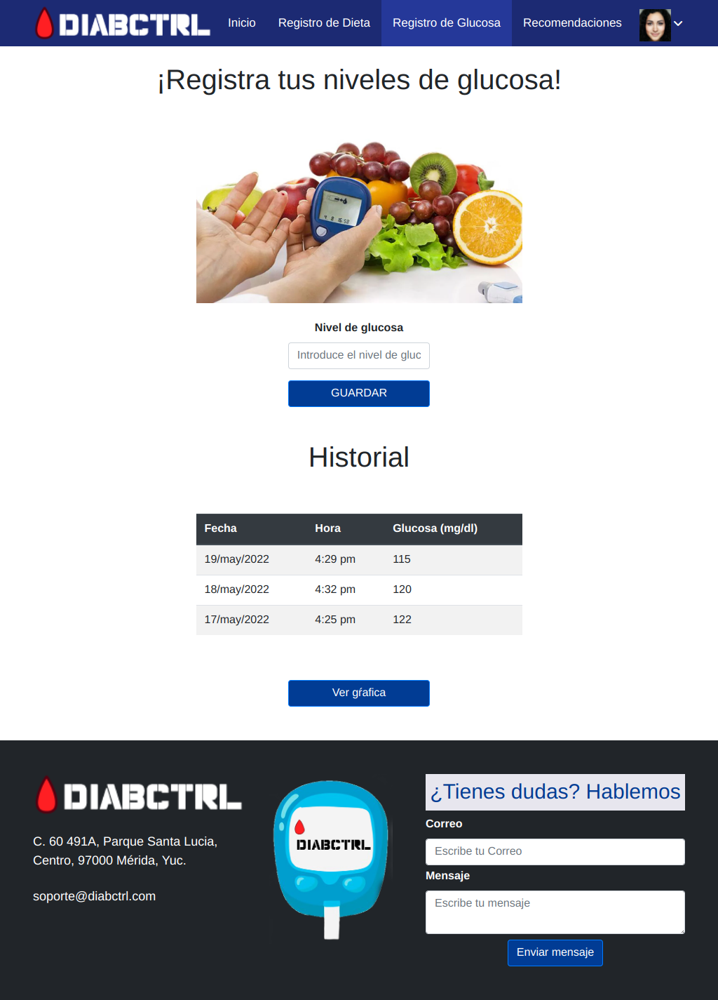 DIABCTRL Inicio Registro de Dieta Registro de Glucosa Recomendaciones
¡Registra tus niveles de glucosa!
4 8 16:58
Nivel de glucosa
Introduce el nivel de gluc
GUARDAR
Historial
Fecha Hora Glucosa (mg/dl)
19/may/2022 4:29 pm 115
18/may/2022 4:32 pm 120
17/may/2022 4:25 pm 122
Ver gŕafica
DIABCTRL
C. 60 491A, Parque Santa Lucia,
Centro, 97000 Mérida, Yuc.
soporte@diabctrl.com
DIABCTRL
¿Tienes dudas? Hablemos
Correo
Escribe tu Correo
Mensaje
Escribe tu mensaje
Enviar mensaje